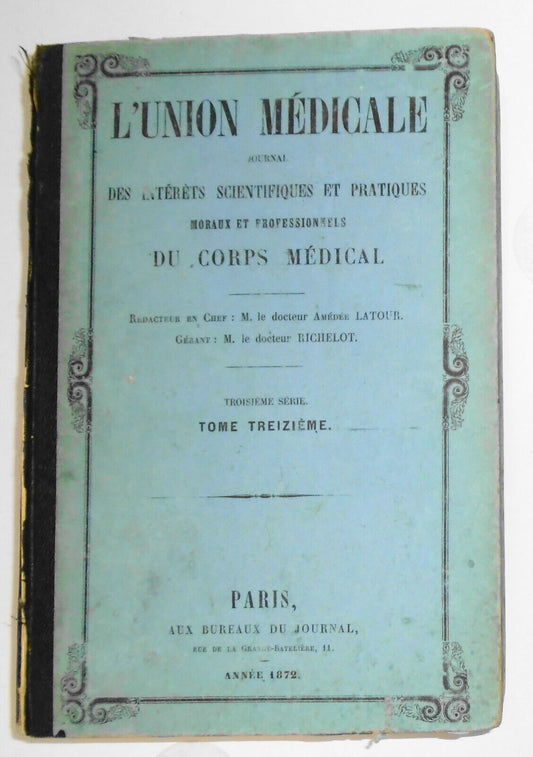 L'UNION MÉDICALE
JOURNAL
DES INTÉRÊTS SCIENTIFIQUES ET PRATIQUES
MORAUX ET PROFESSIONNELS
DU CORPS MÉDICAL
RÉDACTEUR EN CHEF : M. le docteur AMÉDÉE LATOUR.
GÉRANT : M. le docteur RICHELOT.
TROISIÈME SÉRIE.
TOME TREIZIÈME.
PARIS,
AUX BUREAUX DU JOURNAL,
RUE DE LA GRANGE-BATELIÈRE, 11.
ANNÉE 1872.